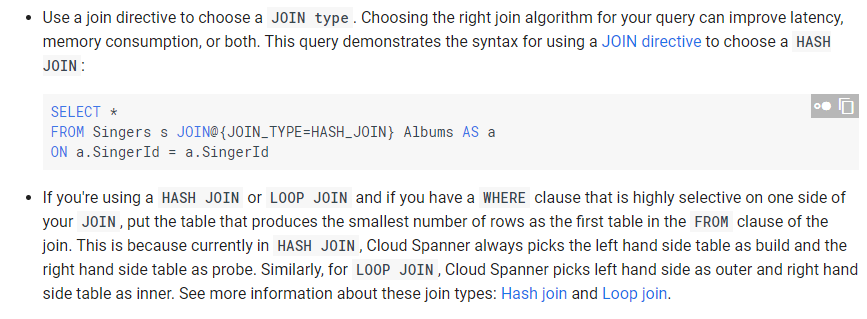 • Use a join directive to choose a JOIN type. Choosing the right join algorithm for your query can improve latency,
memory consumption, or both. This query demonstrates the syntax for using a JOIN directive to choose a HASH
JOIN:
SELECT *
FROM Singers s JOIN@{JOIN_TYPE=HASH_JOIN} Albums AS a
ON a.SingerId = a.SingerId
• If you're using a HASH JOIN or LOOP JOIN and if you have a WHERE clause that is highly selective on one side of
your JOIN, put the table that produces the smallest number of rows as the first table in the FROM clause of the
join. This is because currently in HASH JOIN, Cloud Spanner always picks the left hand side table as build and the
right hand side table as probe. Similarly, for LOOP JOIN, Cloud Spanner picks left hand side as outer and right hand
side table as inner. See more information about these join types: Hash join and Loop join.